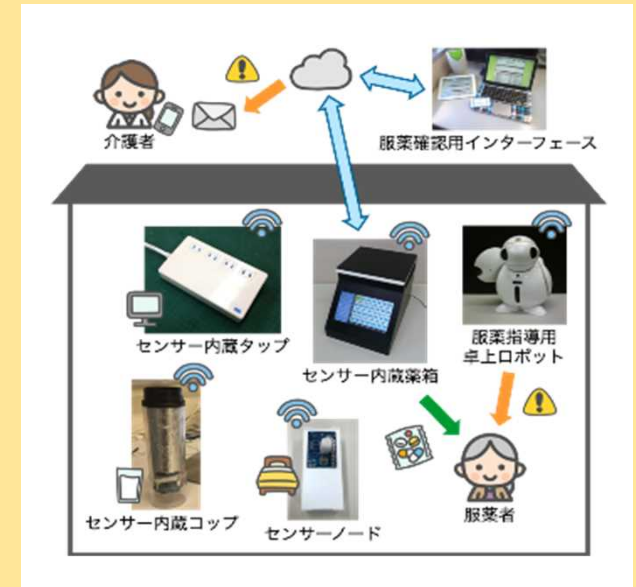 介護者
服薬確認用インターフェース
センサー内蔵タップ
センサー内蔵薬箱
服薬指導用
卓上ロボット
センサー内蔵コップ
センサーノード
服薬者